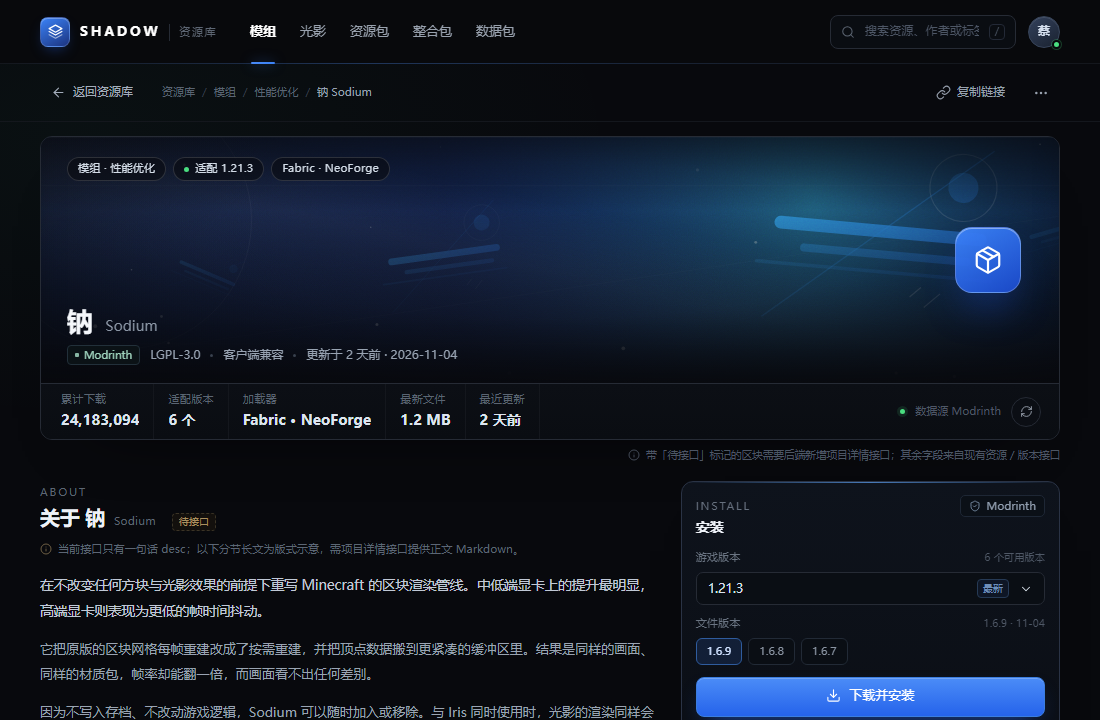 SHADOW 资源库 模组 光影 资源包 整合包 数据包 搜索资源、作者或标签 / 蔡
返回资源库 资源库 / 模组 / 性能优化 / 钠 Sodium 复制链接 ...
模组 · 性能优化 适配 1.21.3 Fabric · NeoForge
钠 Sodium
Modrinth LGPL-3.0 • 客户端兼容 • 更新于 2 天前 · 2026-11-04
累计下载 适配版本 加载器 最新文件 最近更新
24,183,094 6 个 Fabric • NeoForge 1.2 MB 2 天前
数据源 Modrinth
带「待接口」标记的区块需要后端新增项目详情接口；其余字段来自现有资源 / 版本接口
ABOUT
关于 钠 Sodium 待接口
当前接口只有一句话 desc；以下分节长文为版式示意，需项目详情接口提供正文 Markdown。
在不改变任何方块与光影效果的前提下重写 Minecraft 的区块渲染管线。中低端显卡上的提升最明显，
高端显卡则表现为更低的帧时间抖动。
它把原版的区块网格每帧重建改成了按需重建，并把顶点数据搬到更紧凑的缓冲区里。结果是同样的画面、
同样的材质包，帧率却能翻一倍，而画面看不出任何差别。
因为不写入存档、不改动游戏逻辑，Sodium 可以随时加入或移除。与 Iris 同时使用时，光影的渲染同样会
INSTALL Modrinth
安装
游戏版本 6 个可用版本
1.21.3 最新
文件版本 1.6.9 · 11-04
1.6.9 1.6.8 1.6.7
下载并安装